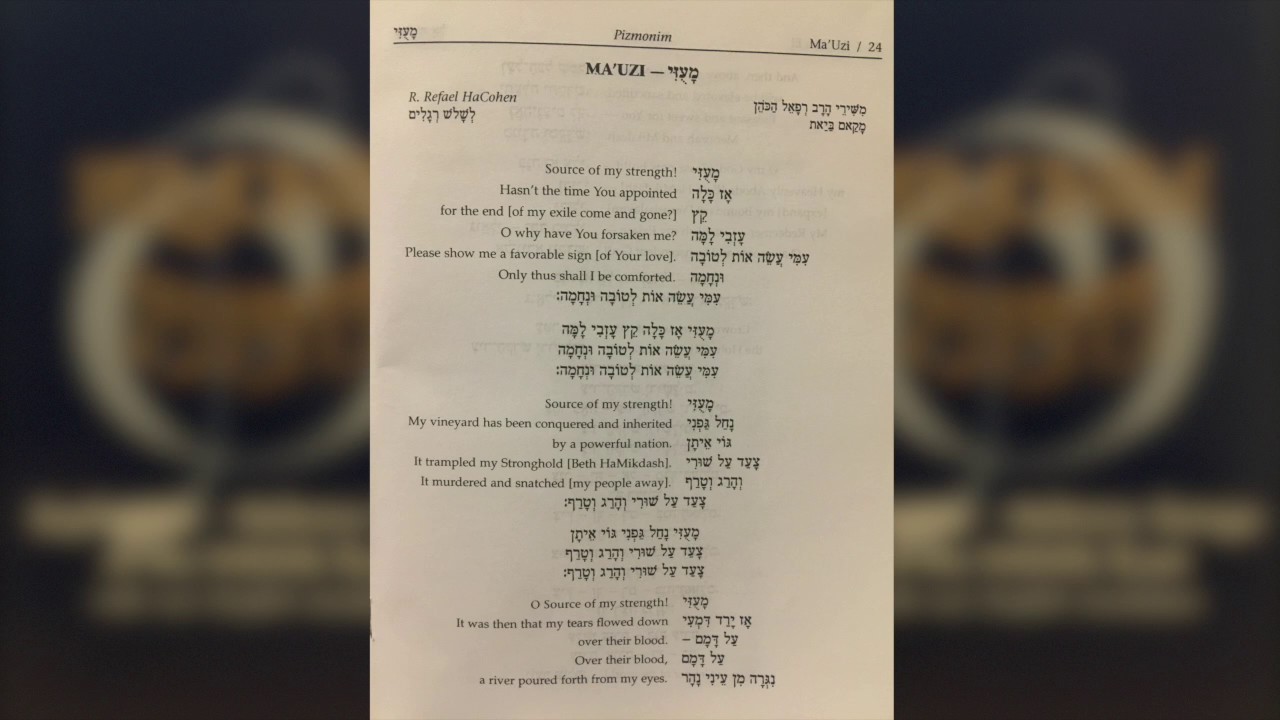 מָעֻזִּי Pizmonim Ma'Uzi / 24
MA'UZI — מָעֻזִּי
R. Refael HaCohen מִשִּׁירֵי הָרַב רְפָאֵל הַכֹּהֵן
לְשָׁלֹשׁ רְגָלִים מָקָאם בַּיָאת
Source of my strength! מָעֻזִּי
Hasn't the time You appointed אָז כָּלָה
for the end [of my exile come and gone?] קֵץ
O why have You forsaken me? עָזְבִי לָמָּה
Please show me a favorable sign [of Your love]. עִמִּי עֲשֵׂה אוֹת לְטוֹבָה
Only thus shall I be comforted. וּנְחָמָה
עִמִּי עֲשֵׂה אוֹת לְטוֹבָה וּנְחָמָה:
מָעֻזִּי אָז כָּלָה קֵץ עָזְבִי לָמָּה
עִמִּי עֲשֵׂה אוֹת לְטוֹבָה וּנְחָמָה
עִמִּי עֲשֵׂה אוֹת לְטוֹבָה וּנְחָמָה:
Source of my strength! מָעֻזִּי
My vineyard has been conquered and inherited נָחַל גַּפְנִי
by a powerful nation. גּוֹי אֵיתָן
It trampled my Stronghold [Beth HaMikdash]. צָעַד עַל שׁוּרִי
It murdered and snatched [my people away]. וְהָרַג וְטָרַף
צָעַד עַל שׁוּרִי וְהָרַג וְטָרַף:
מָעֻזִּי נָחַל גַּפְנִי גּוֹי אֵיתָן
צָעַד עַל שׁוּרִי וְהָרַג וְטָרַף
צָעַד עַל שׁוּרִי וְהָרַג וְטָרַף:
O Source of my strength! מָעֻזִּי
It was then that my tears flowed down אָז יָרַד דִּמְעִי
over their blood. עַל דָּמָם –
Over their blood, עַל דָּמָם
a river poured forth from my eyes. נִגְּרָה מִן עֵינִי נָהָר